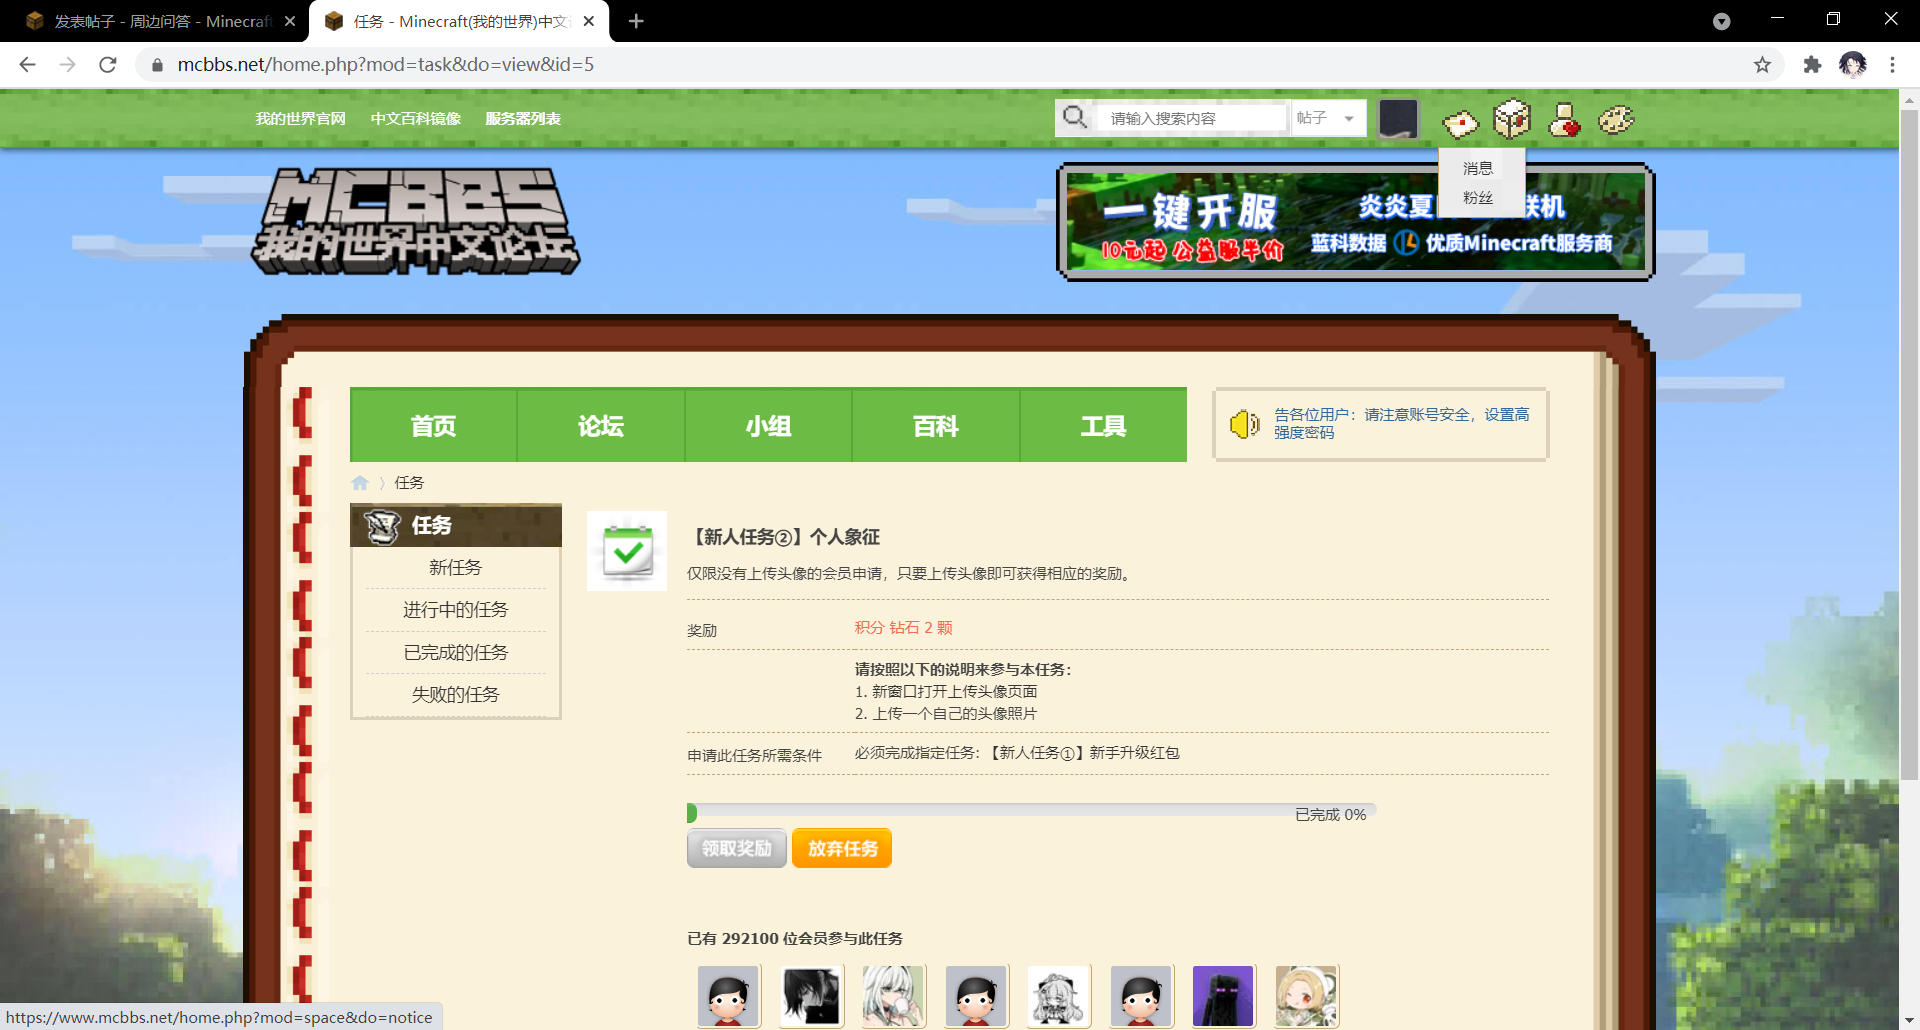 发表帖子 - 周边问答 - Minecraft
任务 - Minecraft(我的世界)中文
mcbbs.net/home.php?mod=task&do=view&id=5
我的世界官网
中文百科镜像
服务器列表
请输入搜索内容
帖子
消息
粉丝
MCBBS
我的世界中文论坛
一键开服
10元起 公益服半价
炎炎夏
联机
蓝科数据
优质Minecraft服务商
首页
论坛
小组
百科
工具
告各位用户：请注意账号安全，设置高
强度密码
任务
任务
新任务
进行中的任务
已完成的任务
失败的任务
【新人任务②】个人象征
仅限没有上传头像的会员申请，只要上传头像即可获得相应的奖励。
奖励
积分 钻石 2 颗
请按照以下的说明来参与本任务：
1. 新窗口打开上传头像页面
2. 上传一个自己的头像照片
申请此任务所需条件
必须完成指定任务: 【新人任务①】新手升级红包
已完成 0%
领取奖励
放弃任务
已有 292100 位会员参与此任务
https://www.mcbbs.net/home.php?mod=space&do=notice